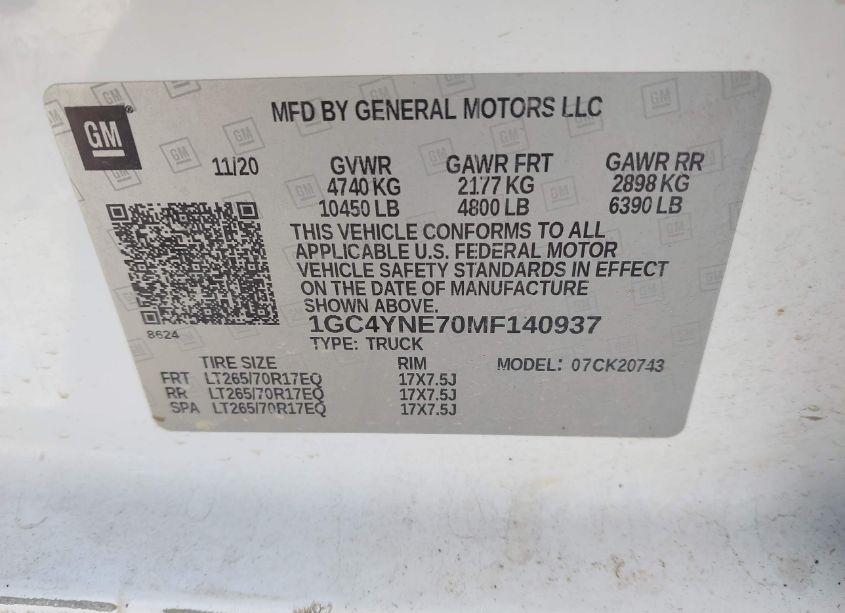 GM
MFD BY GENERAL MOTORS LLC
11/20 GVWR GAWR FRT GAWR RR
4740 KG 2177 KG 2898 KG
10450 LB 4800 LB 6390 LB
THIS VEHICLE CONFORMS TO ALL
APPLICABLE U.S. FEDERAL MOTOR
VEHICLE SAFETY STANDARDS IN EFFECT
ON THE DATE OF MANUFACTURE
SHOWN ABOVE.
8624
1GC4YNE70MF140937
TYPE: TRUCK
TIRE SIZE RIM MODEL: 07CK20743
FRT LT265/70R17EQ 17X7.5J
RR LT265/70R17EQ 17X7.5J
SPA LT265/70R17EQ 17X7.5J